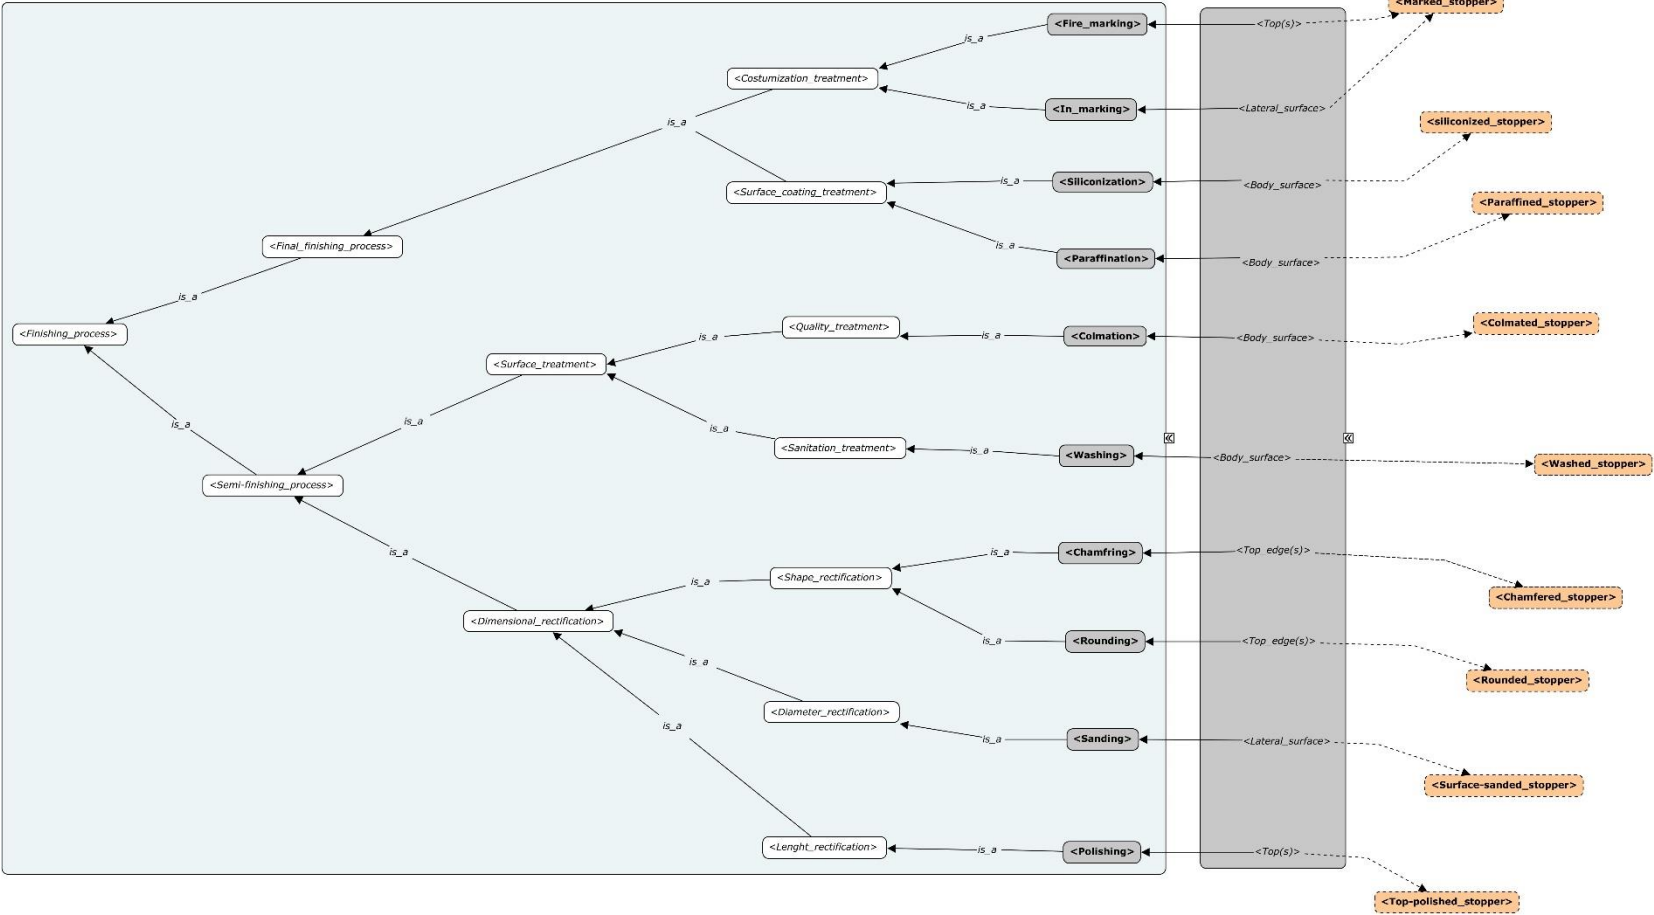 <Marked_stopper>
<Fire_marking>
<Top(s)>
is_a
<Costumization_treatment>
is_a
<In_marking>
<Lateral_surface>
is_a
<siliconized_stopper>
<Surface_coating_treatment>
is_a
<Siliconization>
<Body_surface>
<Paraffined_stopper>
<Final_finishing_process>
is_a
<Paraffination>
<Body_surface>
is_a
<Finishing_process>
<Quality_treatment>
is_a
<Colmation>
<Body_surface>
<Colmated_stopper>
is_a
<Surface_treatment>
is_a
is_a
is_a
<Sanitation_treatment>
is_a
<Washing>
<Body_surface>
<Washed_stopper>
<Semi-finishing_process>
is_a
is_a
<Chamfring>
<Top_edge(s)>
is_a
<Shape_rectification>
<Chamfered_stopper>
<Dimensional_rectification>
is_a
<Rounding>
<Top_edge(s)>
is_a
<Rounded_stopper>
<Diameter_rectification>
is_a
is_a
<Sanding>
<Lateral_surface>
<Surface-sanded_stopper>
<Lenght_rectification>
is_a
<Polishing>
<Top(s)>
<Top-polished_stopper>